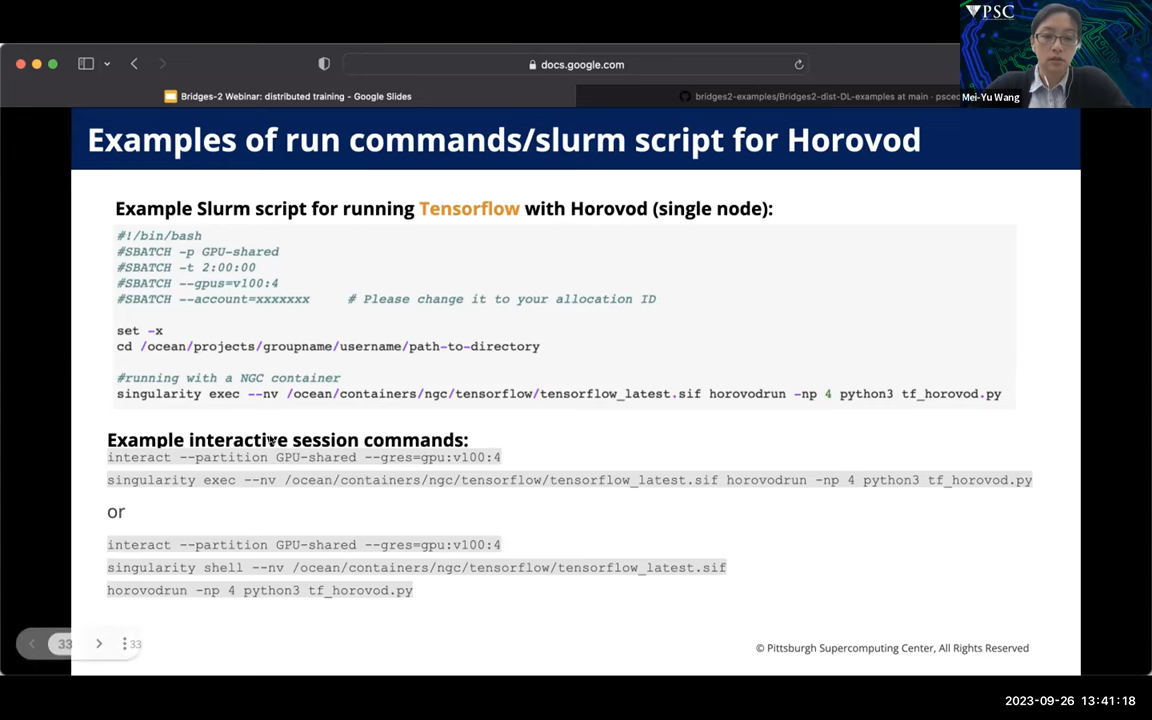 PSC
Mei-Yu Wang
docs.google.com
Bridges-2 Webinar: distributed training - Google Slides
bridges2-examples/Bridges2-dist-DL-examples at main · psced
Examples of run commands/slurm script for Horovod
Example Slurm script for running Tensorflow with Horovod (single node):
#!/bin/bash
#SBATCH -p GPU-shared
#SBATCH -t 2:00:00
#SBATCH --gpus=v100:4
#SBATCH --account=xxxxxxx # Please change it to your allocation ID
set -x
cd /ocean/projects/groupname/username/path-to-directory
#running with a NGC container
singularity exec --nv /ocean/containers/ngc/tensorflow/tensorflow_latest.sif horovodrun -np 4 python3 tf_horovod.py
Example interactive session commands:
interact --partition GPU-shared --gres=gpu:v100:4
singularity exec --nv /ocean/containers/ngc/tensorflow/tensorflow_latest.sif horovodrun -np 4 python3 tf_horovod.py
or
interact --partition GPU-shared --gres=gpu:v100:4
singularity shell --nv /ocean/containers/ngc/tensorflow/tensorflow_latest.sif
horovodrun -np 4 python3 tf_horovod.py
33
33
© Pittsburgh Supercomputing Center, All Rights Reserved
2023-09-26 13:41:18